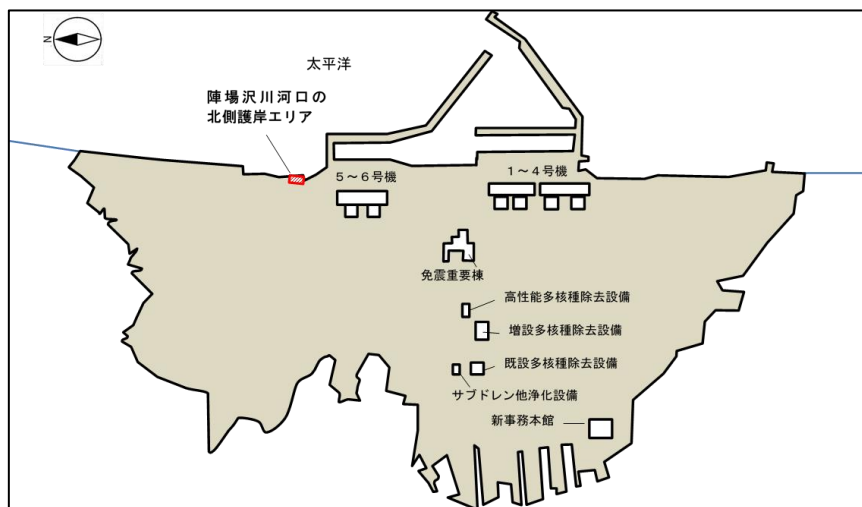 N
太平洋
陣場沢川河口の
北側護岸エリア
5～6号機
1～4号機
免震重要棟
高性能多核種除去設備
増設多核種除去設備
既設多核種除去設備
サブドレン他浄化設備
新事務本館